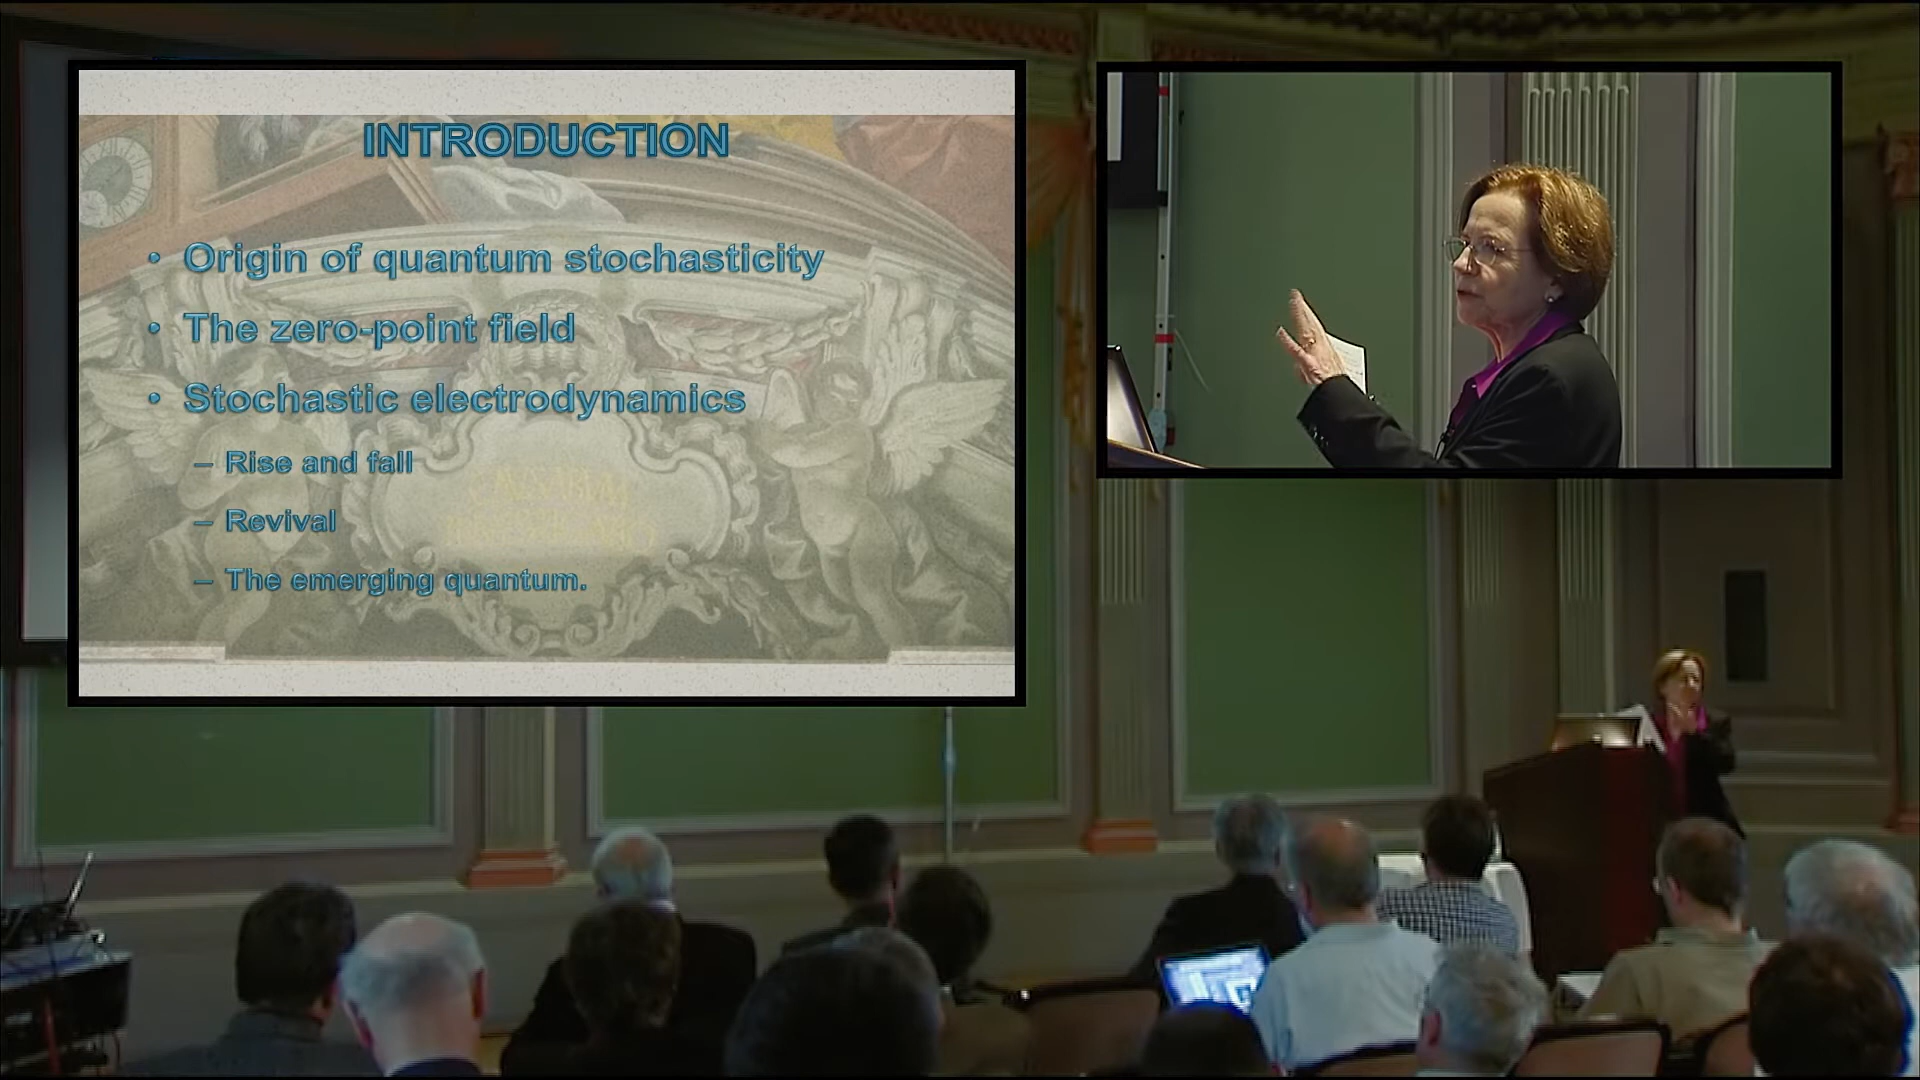 INTRODUCTION
• Origin of quantum stochasticity
• The zero-point field
• Stochastic electrodynamics
– Rise and fall
– Revival
– The emerging quantum.